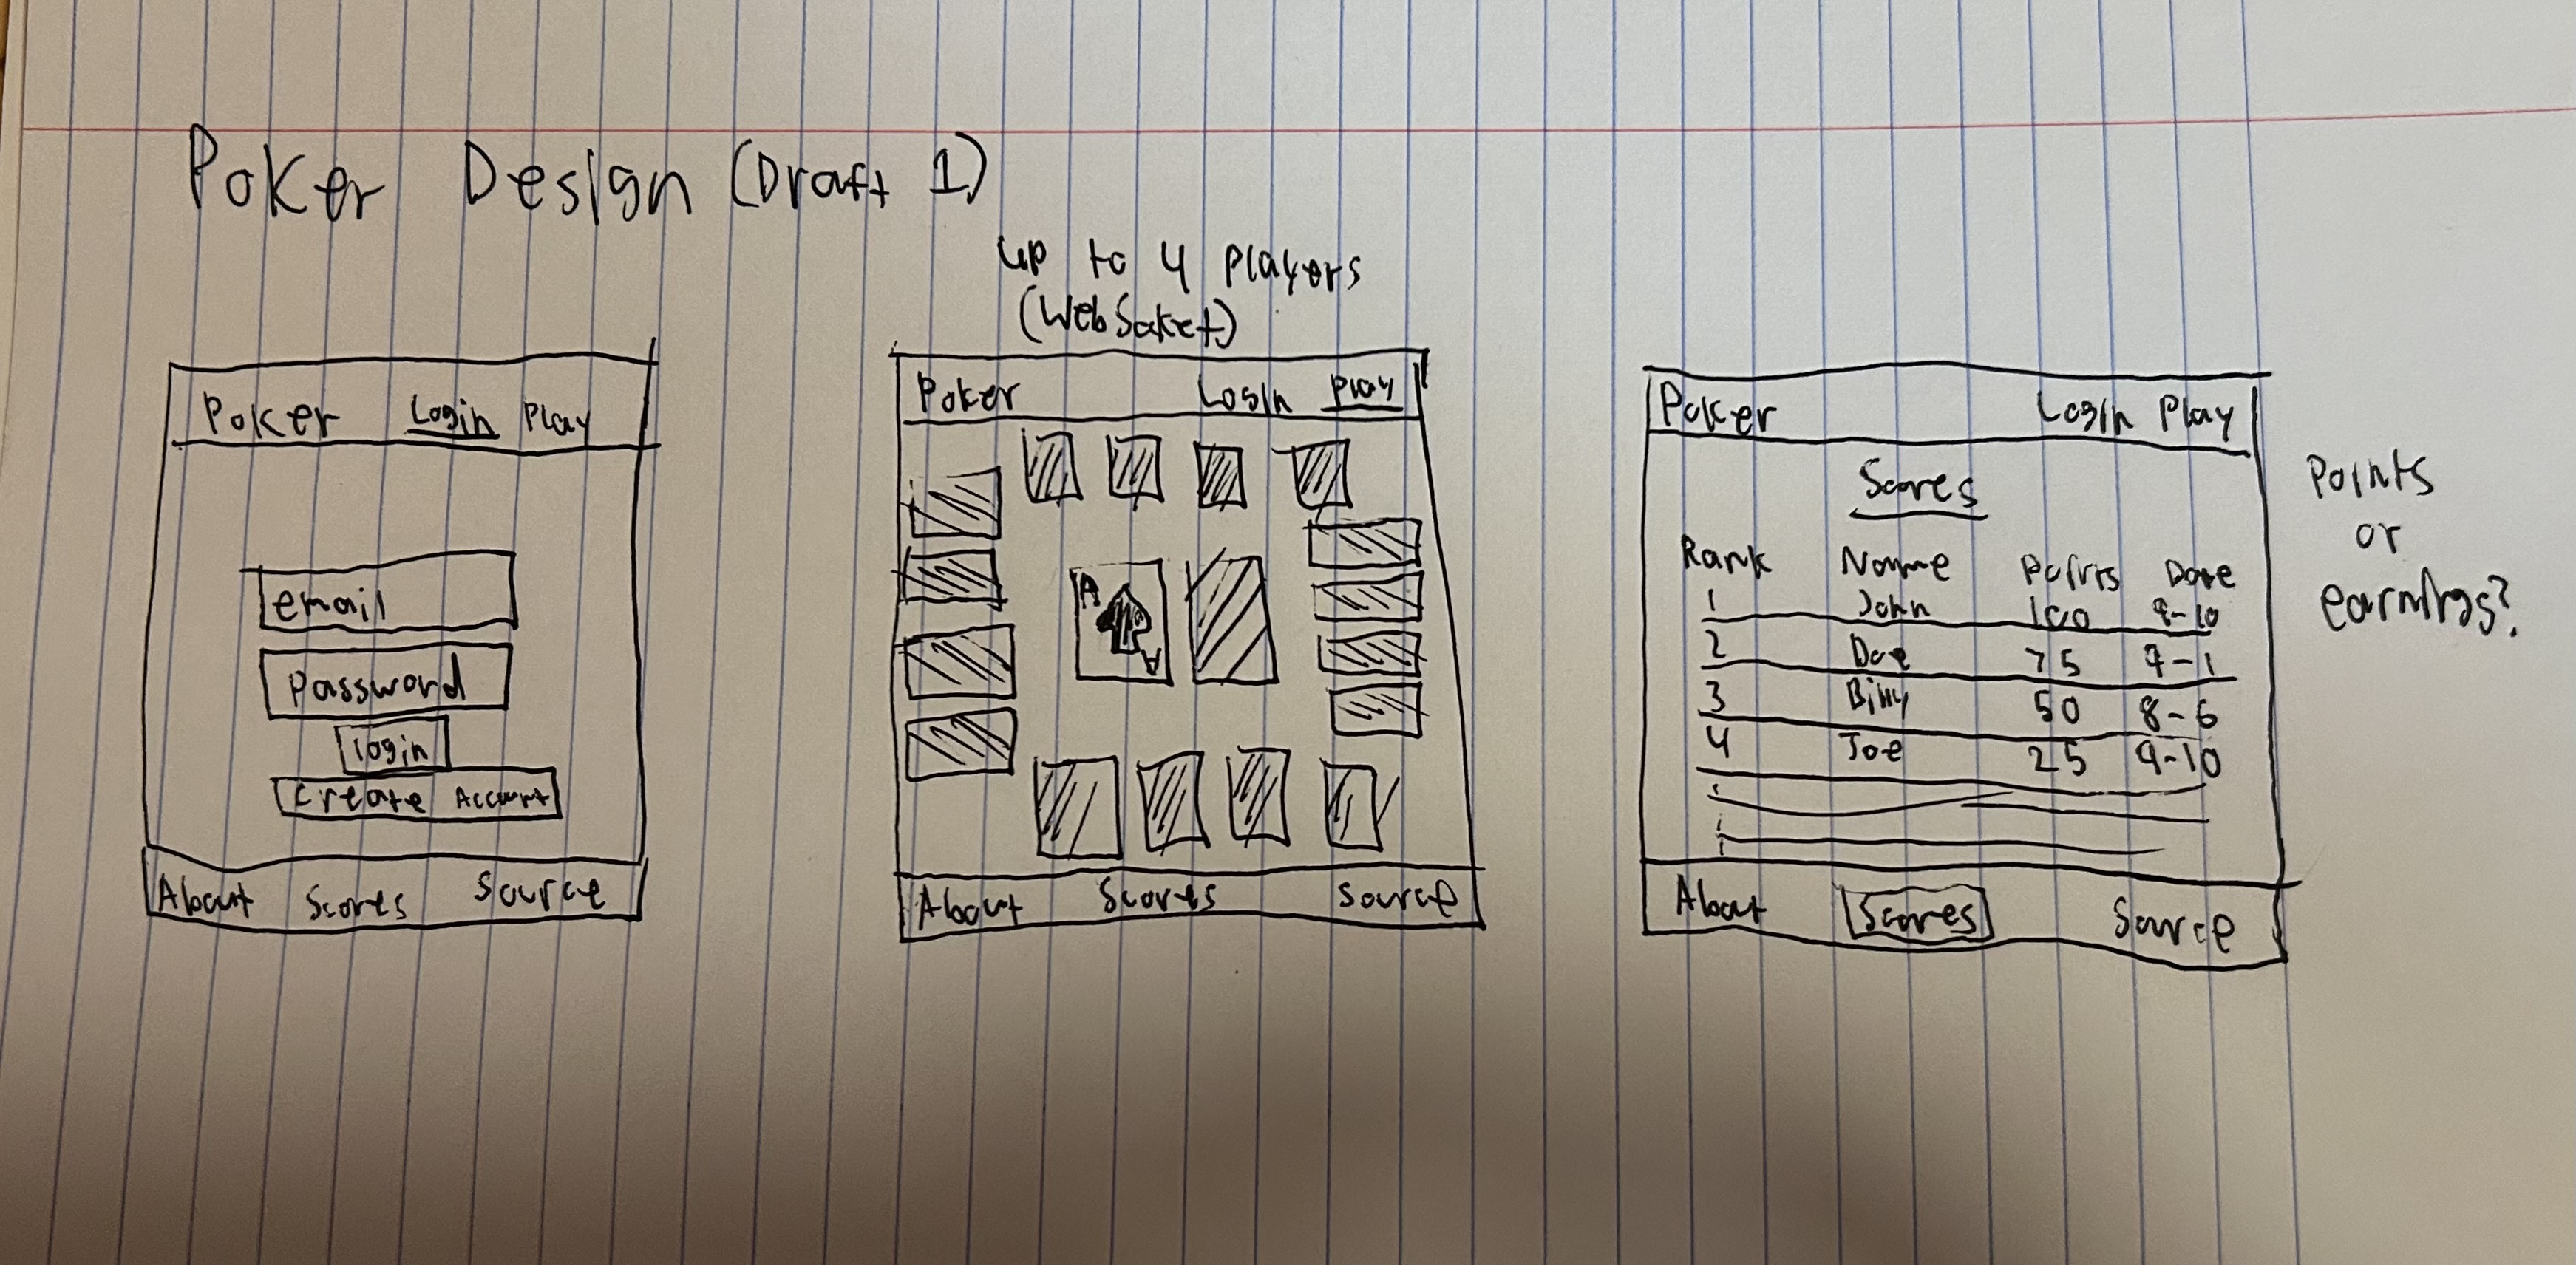 Poker Design (Draft 1)
up to 4 players
(WebSoket)
Poker Login Play
email
Password
login
Create Account
About Scores Source
Poker Login Play
A
A
About Scores Source
Poker Login Play
Scores
Rank Name Points Date
1 John 100 9-10
2 Doe 75 9-1
3 Billy 50 8-6
4 Joe 25 9-10
About Scores Source
Points
or
earnings?